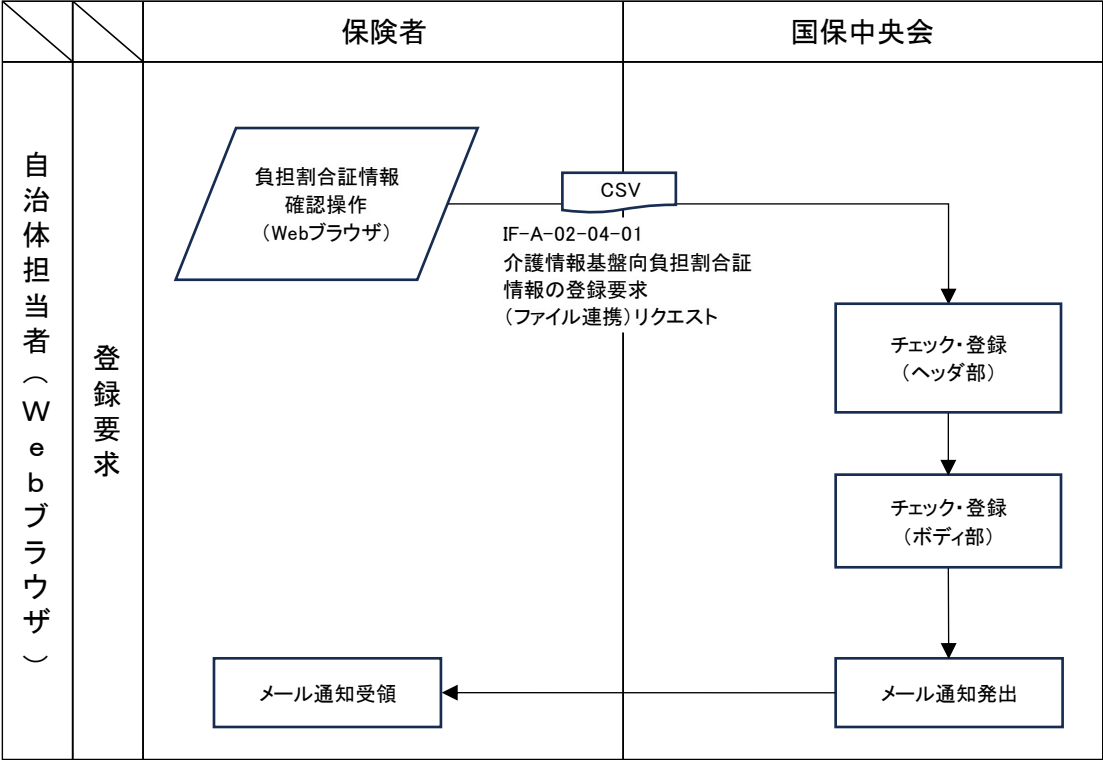 保険者
国保中央会
自治体担当者（Ｗｅｂブラウザ）
登録要求
負担割合証情報
確認操作
（Webブラウザ）
CSV
IF-A-02-04-01
介護情報基盤向負担割合証
情報の登録要求
（ファイル連携）リクエスト
チェック・登録
（ヘッダ部）
チェック・登録
（ボディ部）
メール通知受領
メール通知発出